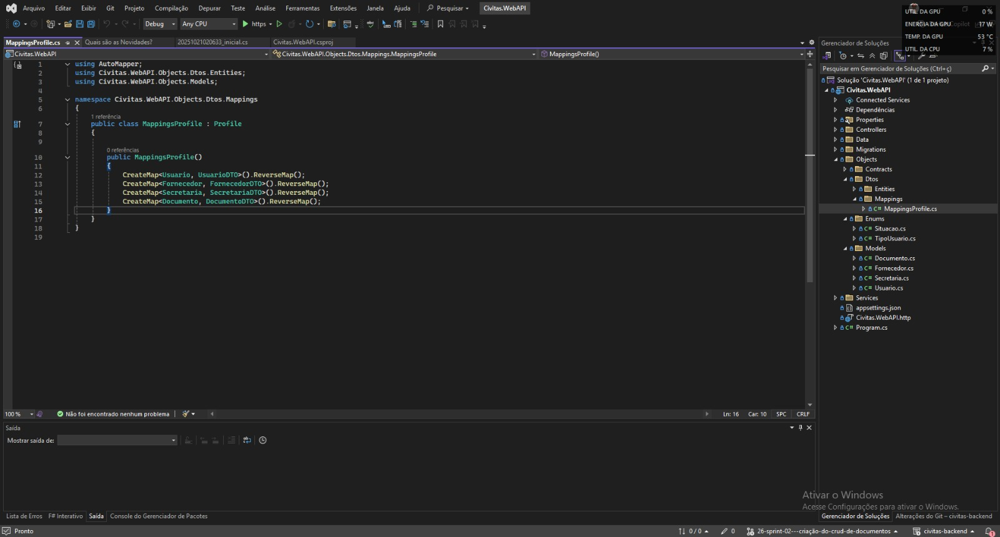 Arquivo Editar Exibir Git Projeto Compilação Depurar Teste Análise Ferramentas Extensões Janela Ajuda Pesquisar Civitas.WebAPI
Debug Any CPU https
UTIL. DA GPU 0 %
ENERGIA DA GPU 17 W
TEMP. DA GPU 53 °C
UTIL. DA CPU 7 %
MappingsProfile.cs Quais são as Novidades? 20251021020633_inicial.cs Civitas.WebAPI.csproj
Civitas.WebAPI Civitas.WebAPI.Objects.Dtos.Mappings.MappingsProfile MappingsProfile()
1 using AutoMapper;
2 using Civitas.WebAPI.Objects.Dtos.Entities;
3 using Civitas.WebAPI.Objects.Models;
4
5 namespace Civitas.WebAPI.Objects.Dtos.Mappings
6 {
1 referência
7 public class MappingsProfile : Profile
8 {
9
0 referências
10 public MappingsProfile()
11 {
12 CreateMap<Usuario, UsuarioDTO>().ReverseMap();
13 CreateMap<Fornecedor, FornecedorDTO>().ReverseMap();
14 CreateMap<Secretaria, SecretariaDTO>().ReverseMap();
15 CreateMap<Documento, DocumentoDTO>().ReverseMap();
16 }
17 }
18 }
19
100 % Não foi encontrado nenhum problema Ln: 16 Car: 10 SPC CRLF
Saída
Mostrar saída de:
Lista de Erros F# Interativo Saída Console do Gerenciador de Pacotes
Gerenciador de Soluções
Pesquisar em Gerenciador de Soluções (Ctrl+ç)
Solução 'Civitas.WebAPI' (1 de 1 projeto)
Civitas.WebAPI
Connected Services
Dependências
Properties
Controllers
Data
Migrations
Objects
Contracts
Dtos
Entities
Mappings
C# MappingsProfile.cs
Enums
C# Situacao.cs
C# TipoUsuario.cs
Models
C# Documento.cs
C# Fornecedor.cs
C# Secretaria.cs
C# Usuario.cs
Services
appsettings.json
Civitas.WebAPI.http
C# Program.cs
Ativar o Windows
Acesse Configurações para ativar o Windows.
Gerenciador de Soluções Alterações do Git – civitas-backend
Pronto 0 / 0 0 26-sprint-02---criação-do-crud-de-documentos civitas-backend 1